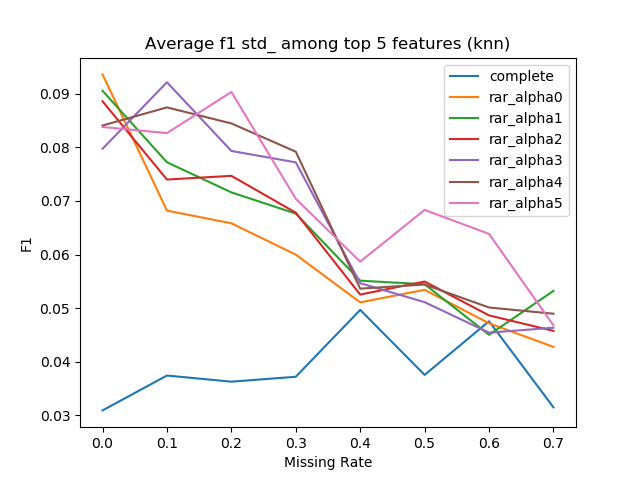 Average f1 std_ among top 5 features (knn)
complete
rar_alpha0
rar_alpha1
rar_alpha2
rar_alpha3
rar_alpha4
rar_alpha5
F1
0.09
0.08
0.07
0.06
0.05
0.04
0.03
0.0 0.1 0.2 0.3 0.4 0.5 0.6 0.7
Missing Rate